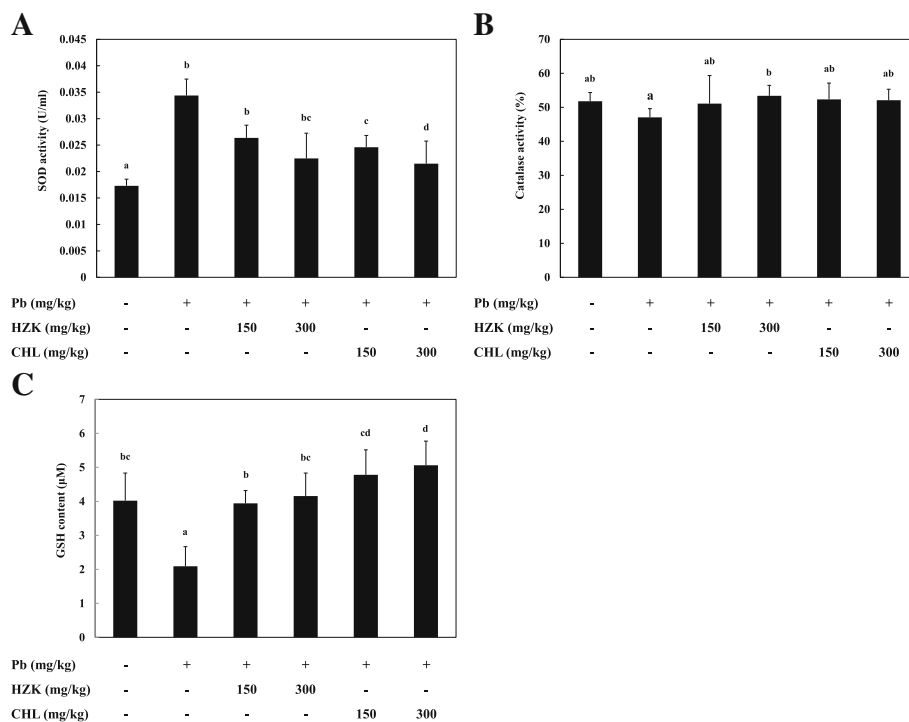 A
SOD activity (U/ml)
0.045
0.04
0.035
0.03
0.025
0.02
0.015
0.01
0.005
0
a
b
b
bc
c
d
Pb (mg/kg) - + + + + +
HZK (mg/kg) - - 150 300 - -
CHL (mg/kg) - - - - 150 300
B
Catalase activity (%)
70
60
50
40
30
20
10
0
ab
a
ab
b
ab
ab
Pb (mg/kg) - + + + + +
HZK (mg/kg) - - 150 300 - -
CHL (mg/kg) - - - - 150 300
C
GSH content (µM)
7
6
5
4
3
2
1
0
bc
a
b
bc
cd
d
Pb (mg/kg) - + + + + +
HZK (mg/kg) - - 150 300 - -
CHL (mg/kg) - - - - 150 300